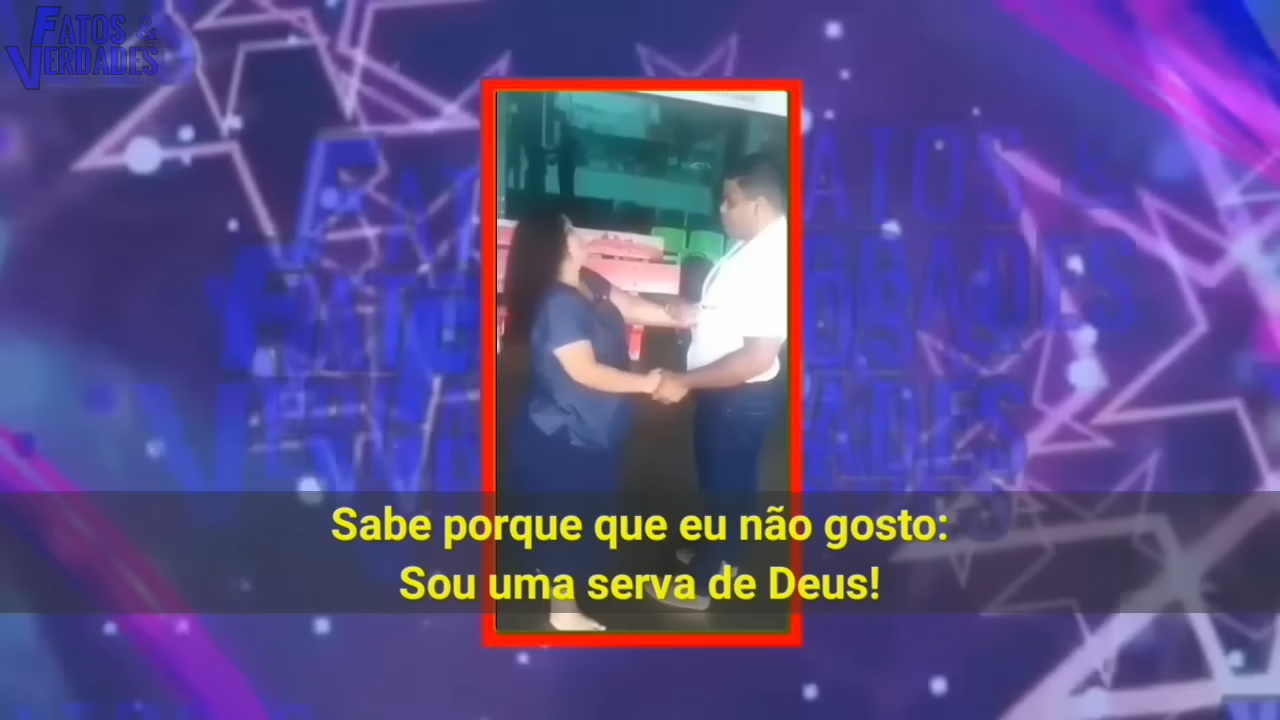 FATOS &
VERDADES
Sabe porque que eu não gosto:
Sou uma serva de Deus!